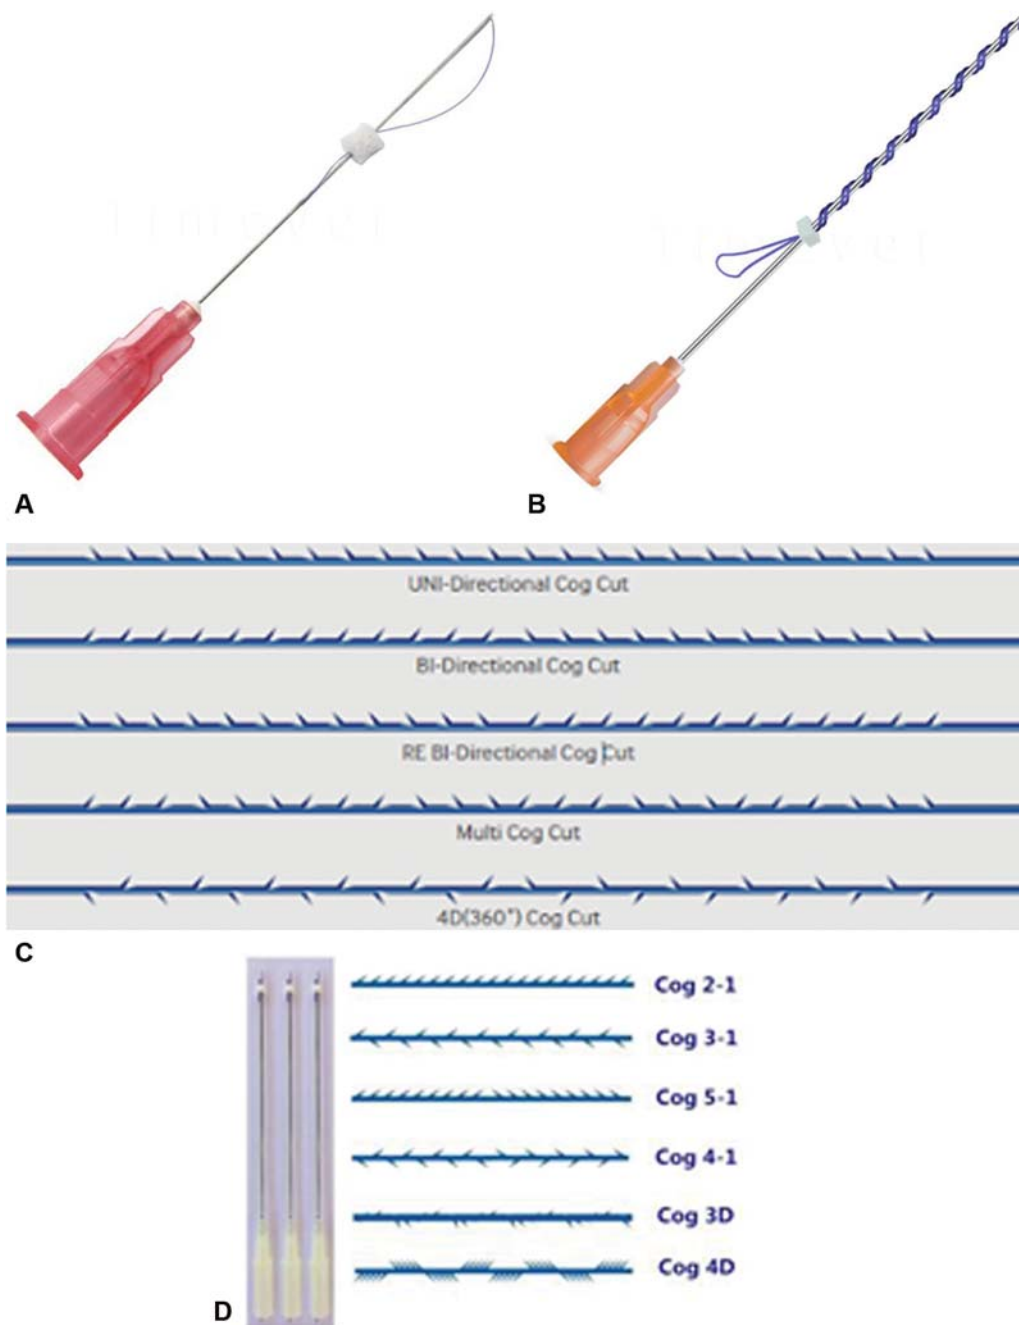 A
B
UNI-Directional Cog Cut
BI-Directional Cog Cut
RE BI-Directional Cog Cut
Multi Cog Cut
4D(360°) Cog Cut
C
Cog 2-1
Cog 3-1
Cog 5-1
Cog 4-1
Cog 3D
Cog 4D
D